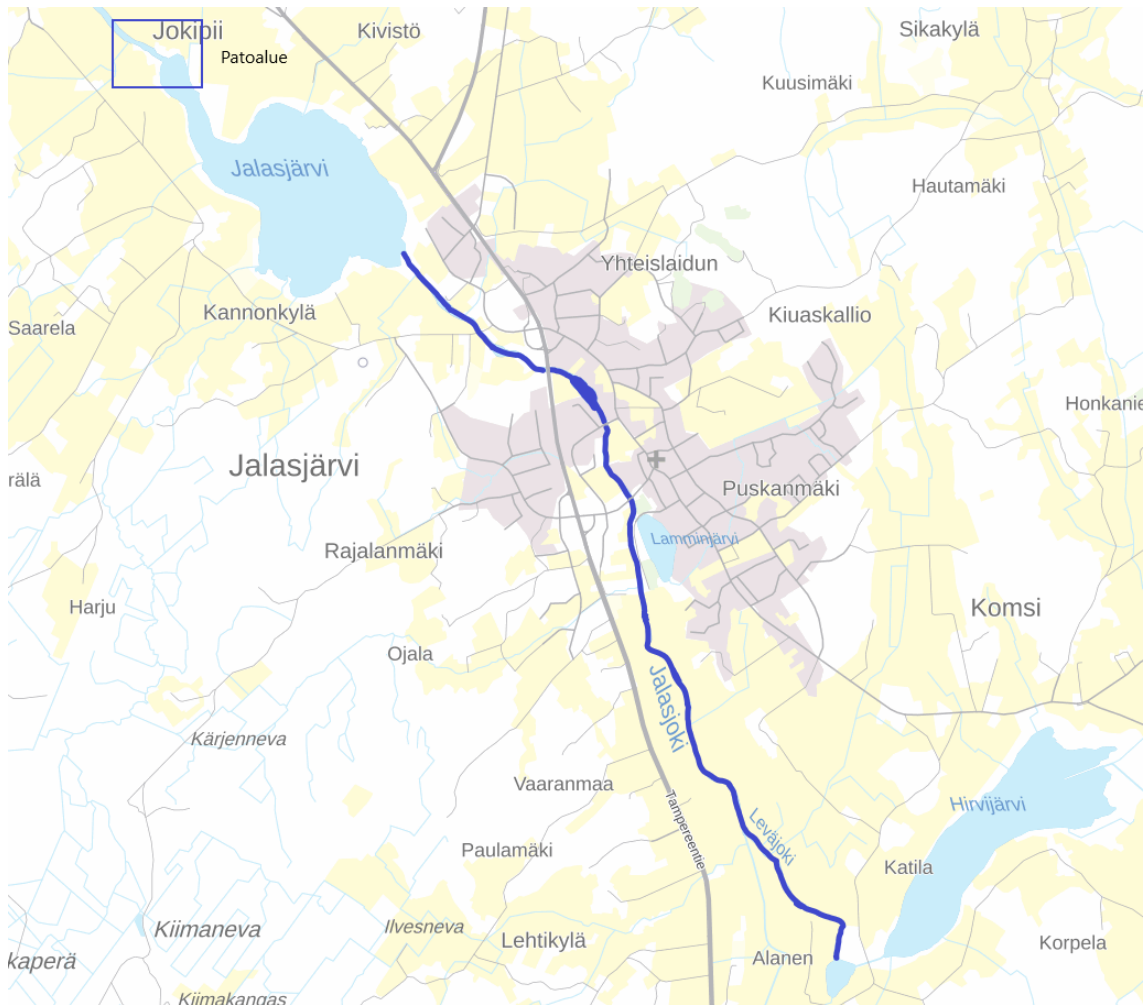 Jokipii
Kivistö
Sikakylä
Patoalue
Kuusimäki
Jalasjärvi
Hautamäki
Yhteislaidun
Kannonkylä
Kiuaskallio
Saarela
Honkanie
Jalasjärvi
rälä
Puskanmäki
Lamminjärvi
Rajalanmäki
Harju
Komsi
Ojala
Jalasjoki
Kärjenneva
Vaaranmaa
Hirvijärvi
Tampereentie
Leväjoki
Paulamäki
Katila
Kiimaneva
Ilvesneva
Lehtikylä
Korpela
Alanen
kaperä
Kiimakangas